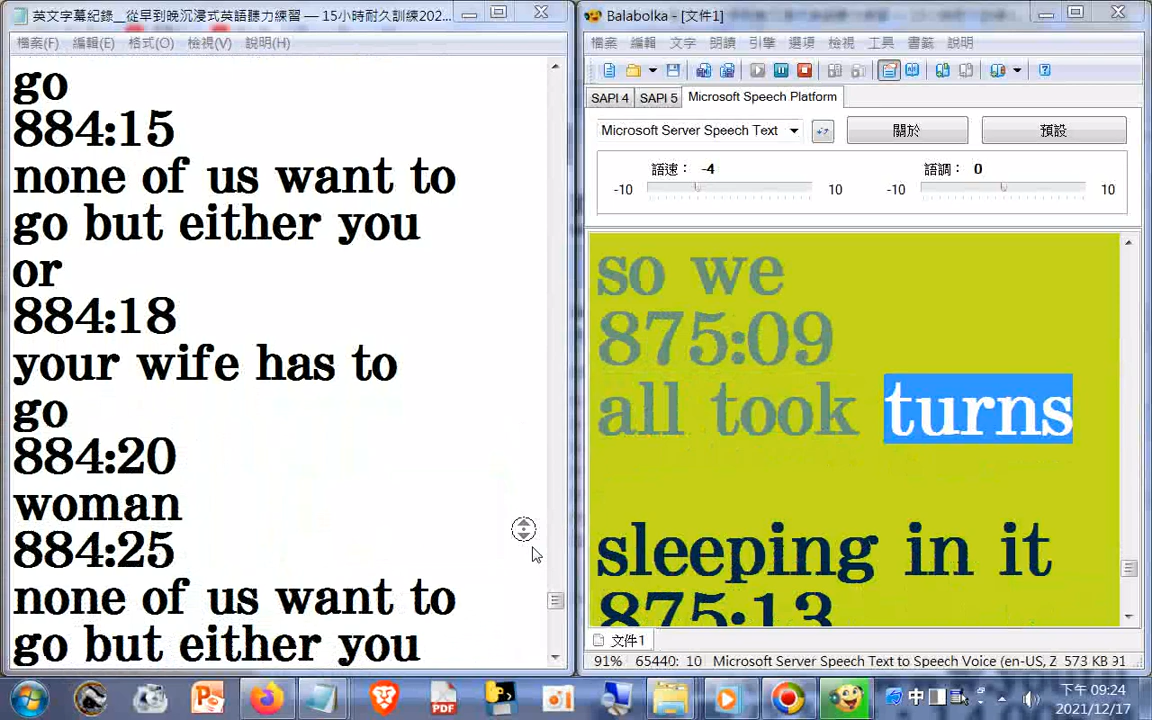 英文字幕紀錄__從早到晚沉浸式英語聽力練習 — 15小時耐久訓練202...
檔案(F) 編輯(E) 格式(O) 檢視(V) 說明(H)
go
884:15
none of us want to
go but either you
or
884:18
your wife has to
go
884:20
woman
884:25
none of us want to
go but either you
Balabolka - [文件1]
檔案 編輯 文字 朗讀 引擎 選項 檢視 工具 書籤 說明
SAPI 4 SAPI 5 Microsoft Speech Platform
Microsoft Server Speech Text 關於 預設
語速： -4 語調： 0
-10 10 -10 10
so we
875:09
all took turns
sleeping in it
875:13
文件1
91% 65440: 10 Microsoft Server Speech Text to Speech Voice (en-US, Z 573 KB 91
PDF
中
下午 09:24
2021/12/17